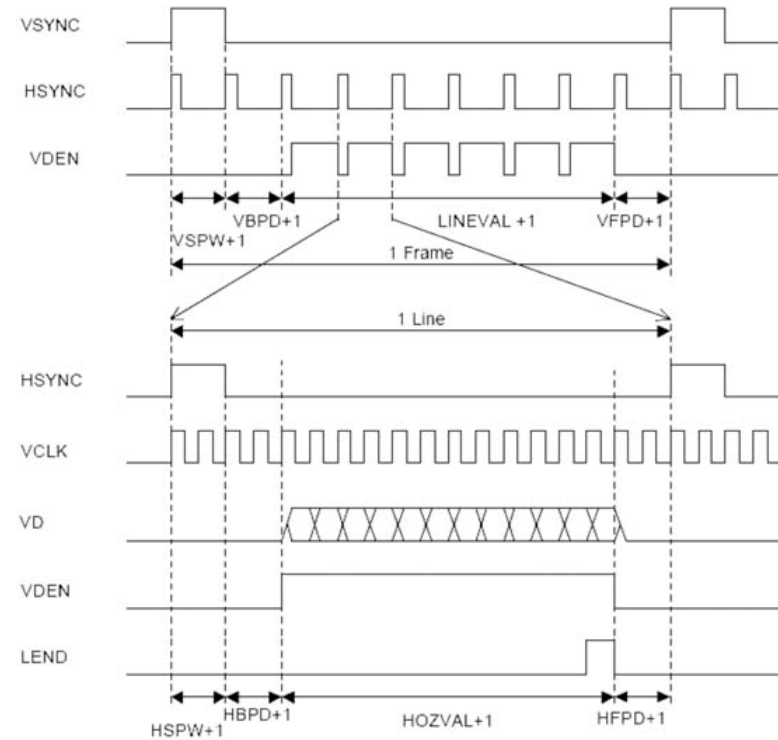 VSYNC
HSYNC
VDEN
VBPD+1
LINEVAL +1
VFPD+1
VSPW+1
1 Frame
1 Line
HSYNC
VCLK
VD
VDEN
LEND
HSPW+1
HBPD+1
HOZVAL+1
HFPD+1